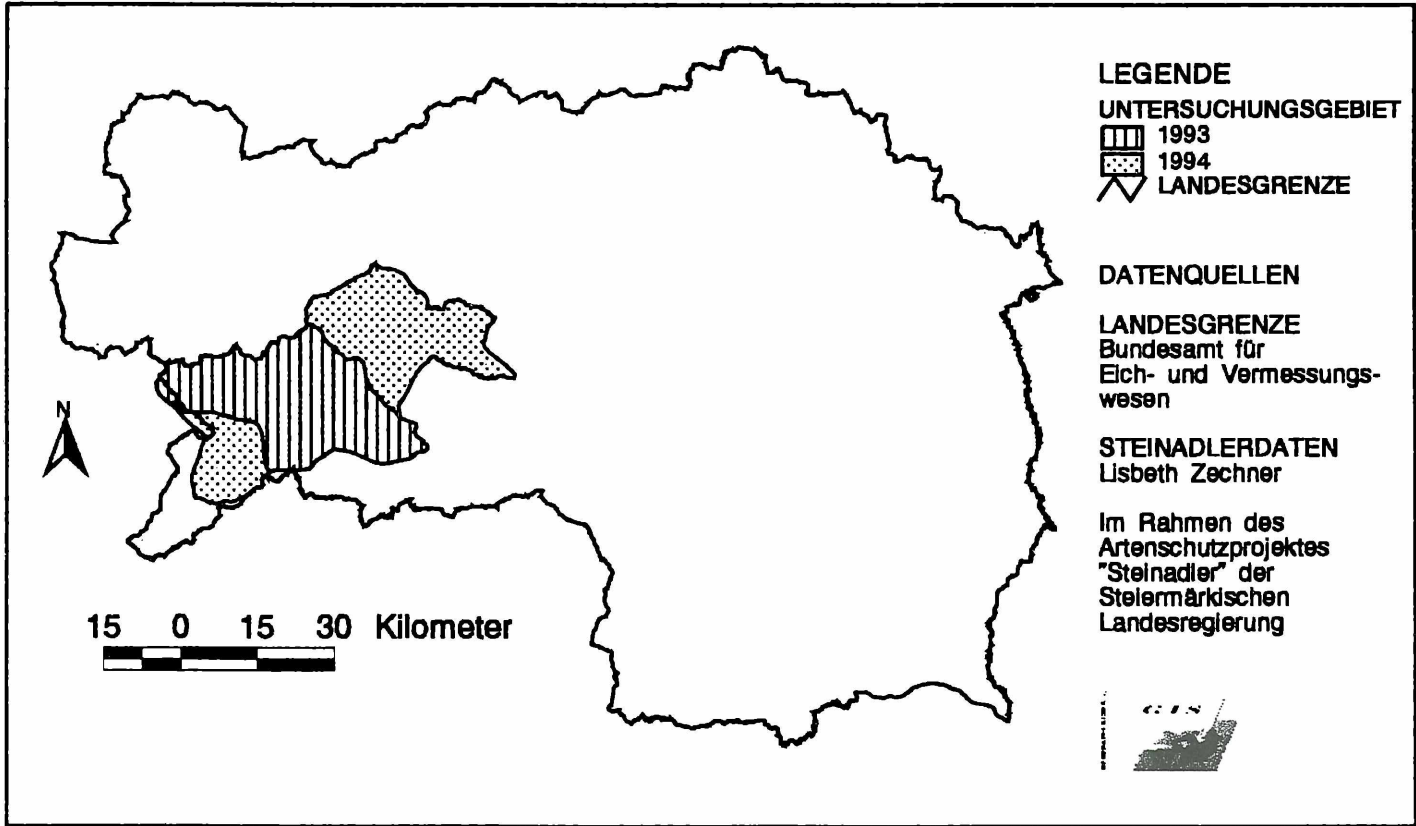 LEGENDE
UNTERSUCHUNGSGEBIET
1993
1994
LANDESGRENZE
DATENQUELLEN
LANDESGRENZE
Bundesamt für
Eich- und Vermessungs-
wesen
STEINADLERDATEN
Lisbeth Zechner
Im Rahmen des
Artenschutzprojektes
"Steinadler" der
Steiermärkischen
Landesregierung
GIS
N
15 0 15 30 Kilometer